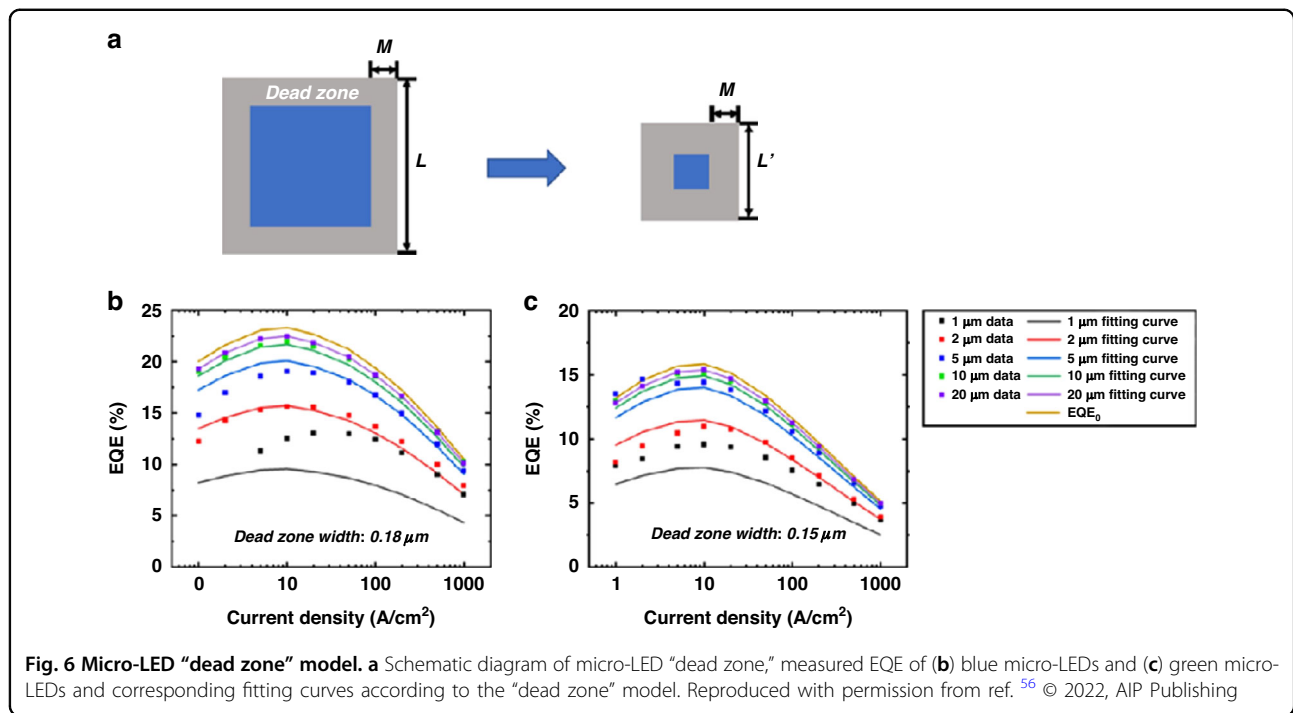 a
M
Dead zone
L
M
L'
b
25
20
15
10
5
0
EQE (%)
Dead zone width: 0.18 μm
0
10
100
1000
Current density (A/cm²)
c
20
15
10
5
0
EQE (%)
Dead zone width: 0.15 μm
1
10
100
1000
Current density (A/cm²)
1 μm data 1 μm fitting curve
2 μm data 2 μm fitting curve
5 μm data 5 μm fitting curve
10 μm data 10 μm fitting curve
20 μm data 20 μm fitting curve
EQE₀
Fig. 6 Micro-LED “dead zone” model. a Schematic diagram of micro-LED “dead zone,” measured EQE of (b) blue micro-LEDs and (c) green micro-
LEDs and corresponding fitting curves according to the “dead zone” model. Reproduced with permission from ref. 56 © 2022, AIP Publishing